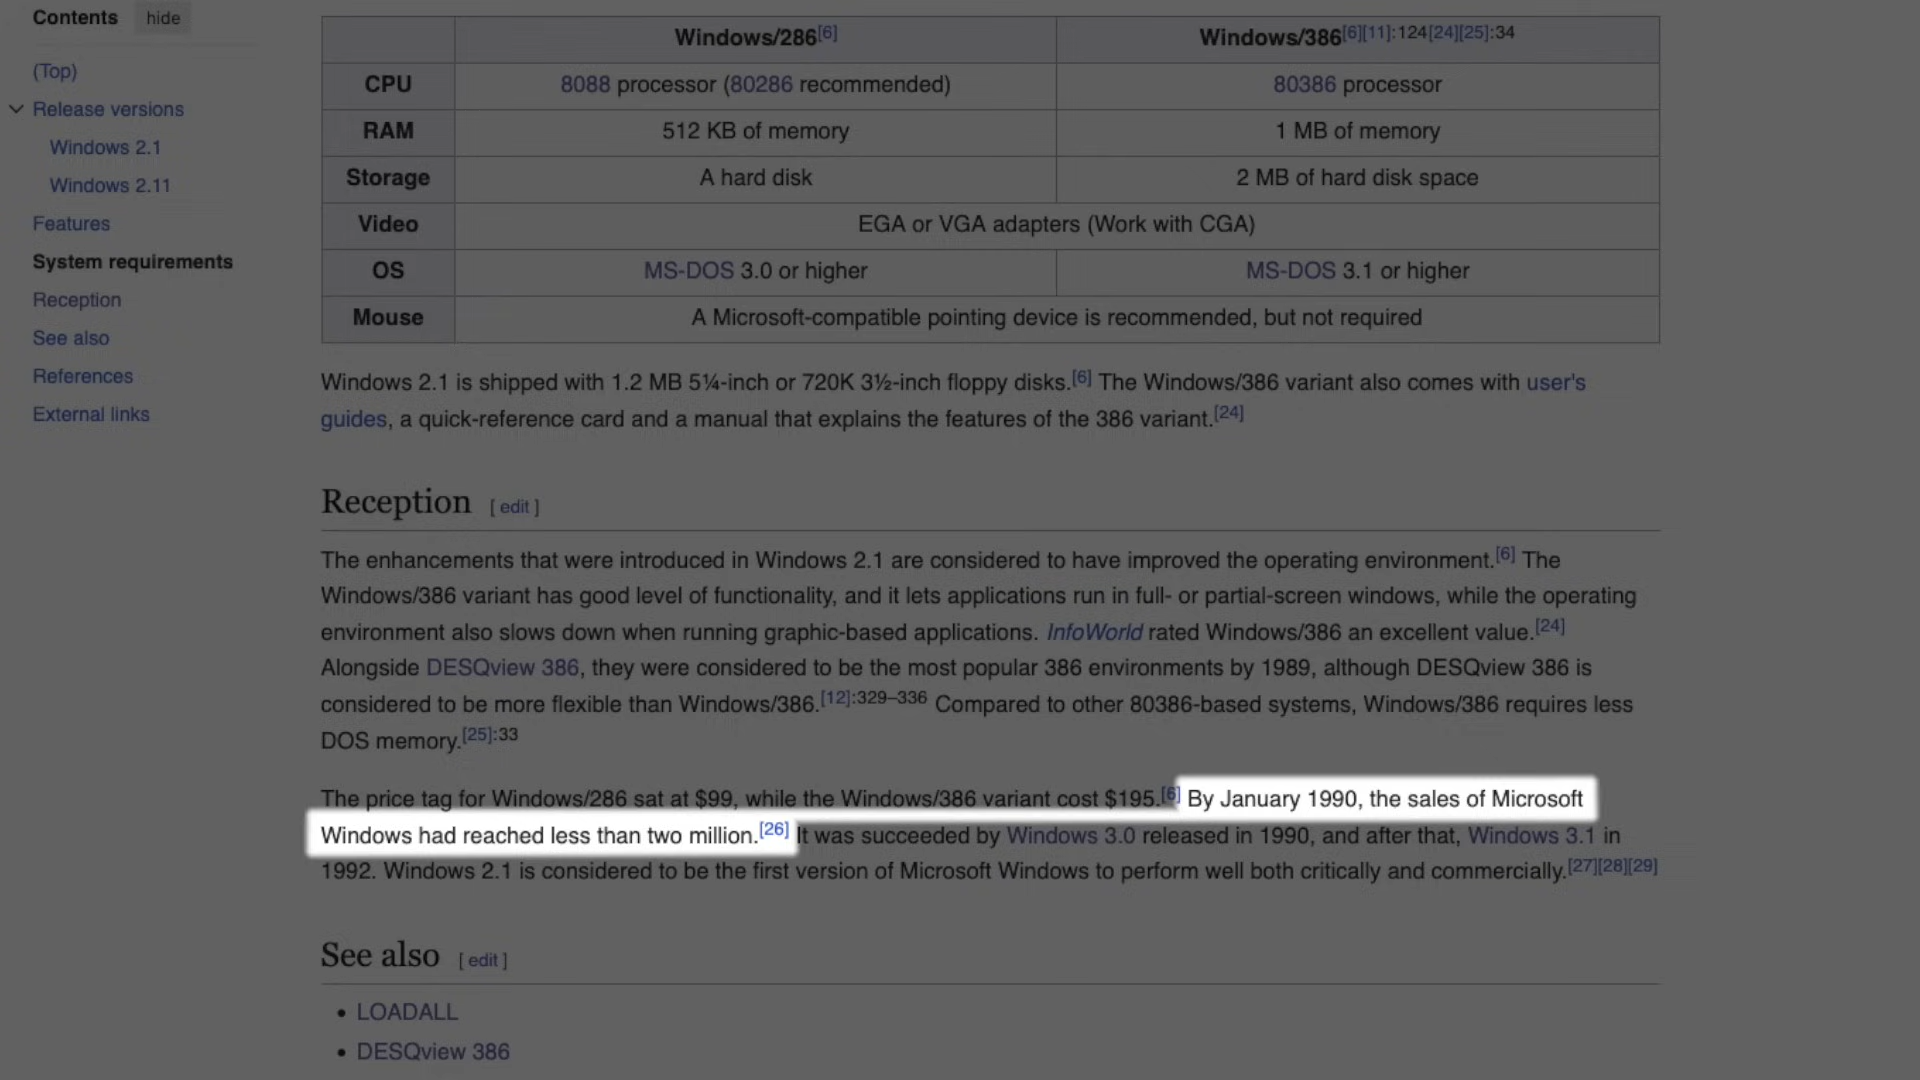 Contents hide
(Top)
Release versions
Windows 2.1
Windows 2.11
Features
System requirements
Reception
See also
References
External links
Windows/286[6] Windows/386[6][11]:124[24][25]:34
CPU 8088 processor (80286 recommended) 80386 processor
RAM 512 KB of memory 1 MB of memory
Storage A hard disk 2 MB of hard disk space
Video EGA or VGA adapters (Work with CGA)
OS MS-DOS 3.0 or higher MS-DOS 3.1 or higher
Mouse A Microsoft-compatible pointing device is recommended, but not required
Windows 2.1 is shipped with 1.2 MB 5¼-inch or 720K 3½-inch floppy disks.[6] The Windows/386 variant also comes with user's
guides, a quick-reference card and a manual that explains the features of the 386 variant.[24]
Reception [ edit ]
The enhancements that were introduced in Windows 2.1 are considered to have improved the operating environment.[6] The
Windows/386 variant has good level of functionality, and it lets applications run in full- or partial-screen windows, while the operating
environment also slows down when running graphic-based applications. InfoWorld rated Windows/386 an excellent value.[24]
Alongside DESQview 386, they were considered to be the most popular 386 environments by 1989, although DESQview 386 is
considered to be more flexible than Windows/386.[12]:329–336 Compared to other 80386-based systems, Windows/386 requires less
DOS memory.[25]:33
The price tag for Windows/286 sat at $99, while the Windows/386 variant cost $195.[6] By January 1990, the sales of Microsoft
Windows had reached less than two million.[26] It was succeeded by Windows 3.0 released in 1990, and after that, Windows 3.1 in
1992. Windows 2.1 is considered to be the first version of Microsoft Windows to perform well both critically and commercially.[27][28][29]
See also [ edit ]
• LOADALL
• DESQview 386